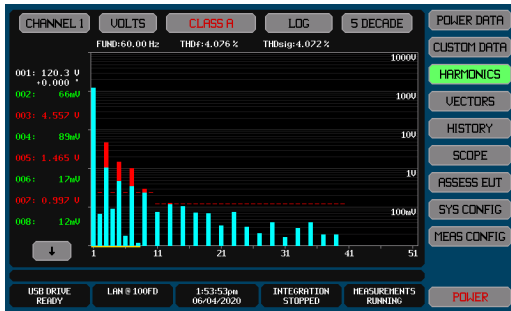 CHANNEL 1 VOLTS CLASS A LOG 5 DECADE POWER DATA
FUND:60.00 Hz THDf:4.076 % THDsig:4.072 %
CUSTOM DATA
1000V
001: 120.3 V
+0.000 °
HARMONICS
002: 66mV 100V
VECTORS
003: 4.557 V
HISTORY
004: 89mV 10V
SCOPE
005: 1.465 V
006: 17mV 1V
ASSESS EUT
007: 0.997 V
SYS CONFIG
008: 12mV 100mV
MEAS CONFIG
↓ 1 11 21 31 41 51
USB DRIVE LAN @ 100FD 1:53:53pm INTEGRATION MEASUREMENTS
READY 06/04/2020 STOPPED RUNNING
POWER